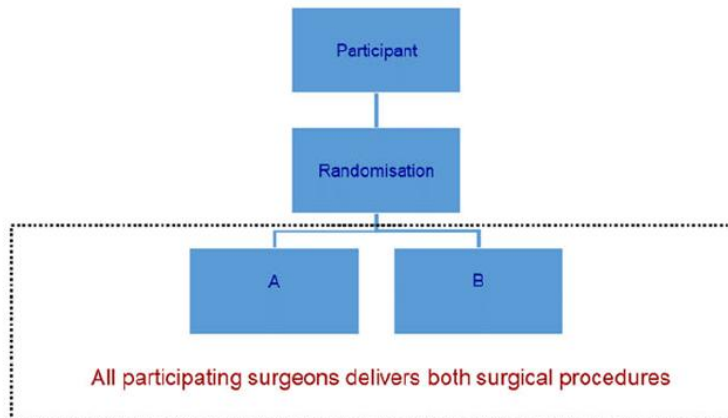 Participant
Randomisation
A
B
All participating surgeons delivers both surgical procedures